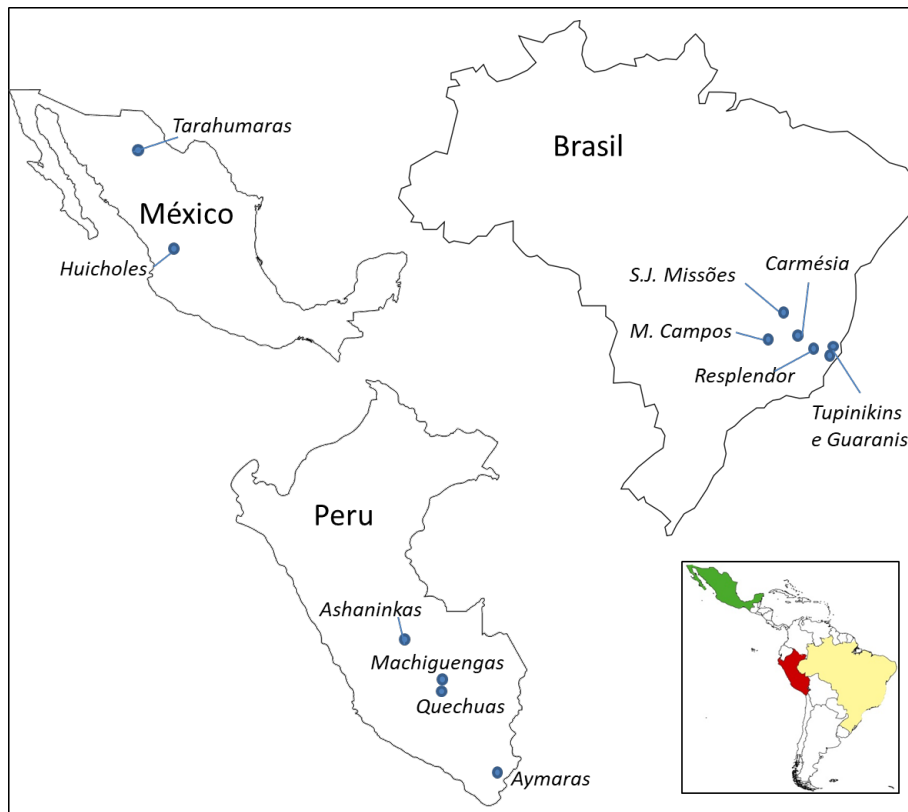 Tarahumaras
México
Huicholes
Brasil
S.J. Missões
Carmésia
M. Campos
Resplendor
Tupinikins
e Guaranis
Peru
Ashaninkas
Machiguengas
Quechuas
Aymaras